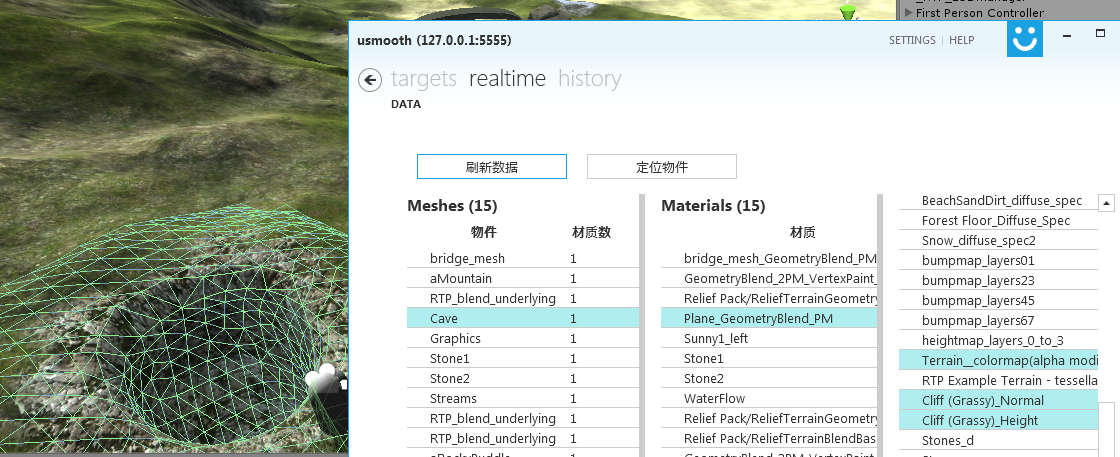 First Person Controller
usmooth (127.0.0.1:5555)
SETTINGS | HELP
targets realtime history
DATA
刷新数据 定位物件
Meshes (15)
物件 材质数
bridge_mesh 1
aMountain 1
RTP_blend_underlying 1
Cave 1
Graphics 1
Stone1 1
Stone2 1
Streams 1
RTP_blend_underlying 1
RTP_blend_underlying 1
Materials (15)
材质
bridge_mesh_GeometryBlend_PM
GeometryBlend_2PM_VertexPaint_
Relief Pack/ReliefTerrainGeometry
Plane_GeometryBlend_PM
Sunny1_left
Stone1
Stone2
WaterFlow
Relief Pack/ReliefTerrainGeometry
Relief Pack/ReliefTerrainBlendBas
BeachSandDirt_diffuse_spec
Forest Floor_Diffuse_Spec
Snow_diffuse_spec2
bumpmap_layers01
bumpmap_layers23
bumpmap_layers45
bumpmap_layers67
heightmap_layers_0_to_3
Terrain__colormap(alpha modi
RTP Example Terrain - tessella
Cliff (Grassy)_Normal
Cliff (Grassy)_Height
Stones_d